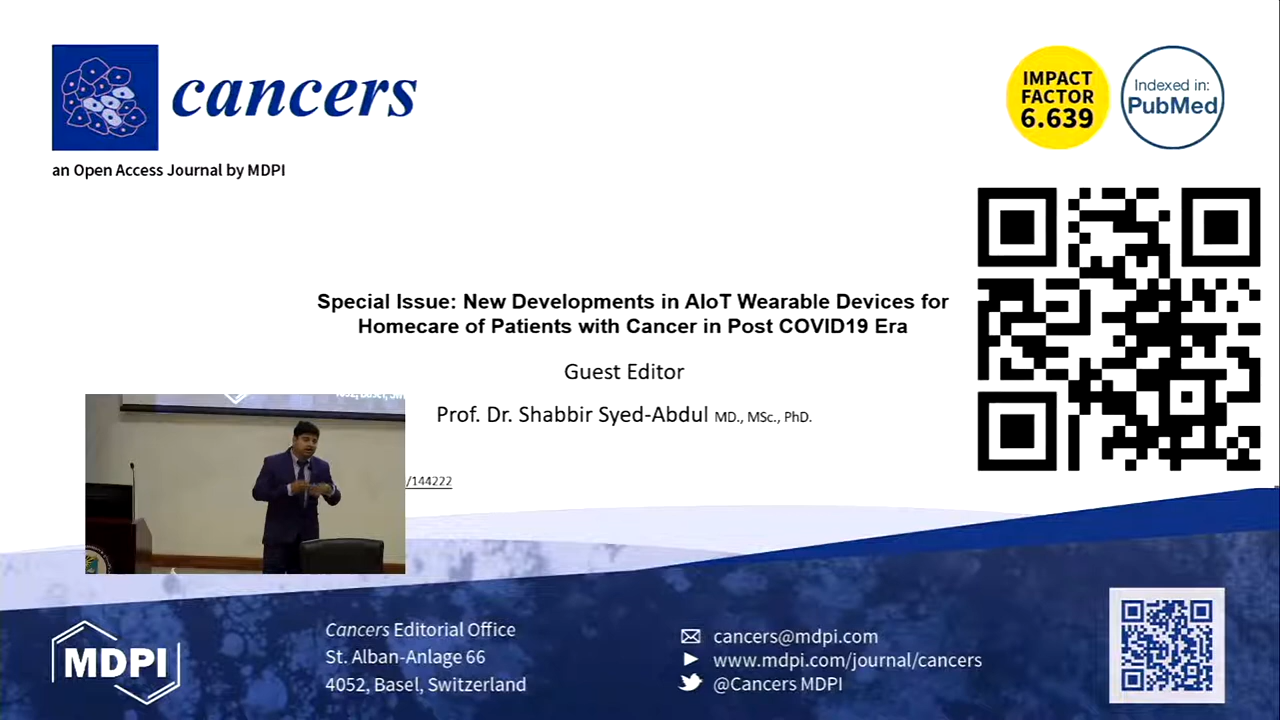 cancers
an Open Access Journal by MDPI
IMPACT
FACTOR
6.639
Indexed in:
PubMed
Special Issue: New Developments in AIoT Wearable Devices for
Homecare of Patients with Cancer in Post COVID19 Era
Guest Editor
Prof. Dr. Shabbir Syed-Abdul MD., MSc., PhD.
/144222
MDPI
Cancers Editorial Office
St. Alban-Anlage 66
4052, Basel, Switzerland
cancers@mdpi.com
www.mdpi.com/journal/cancers
@Cancers MDPI